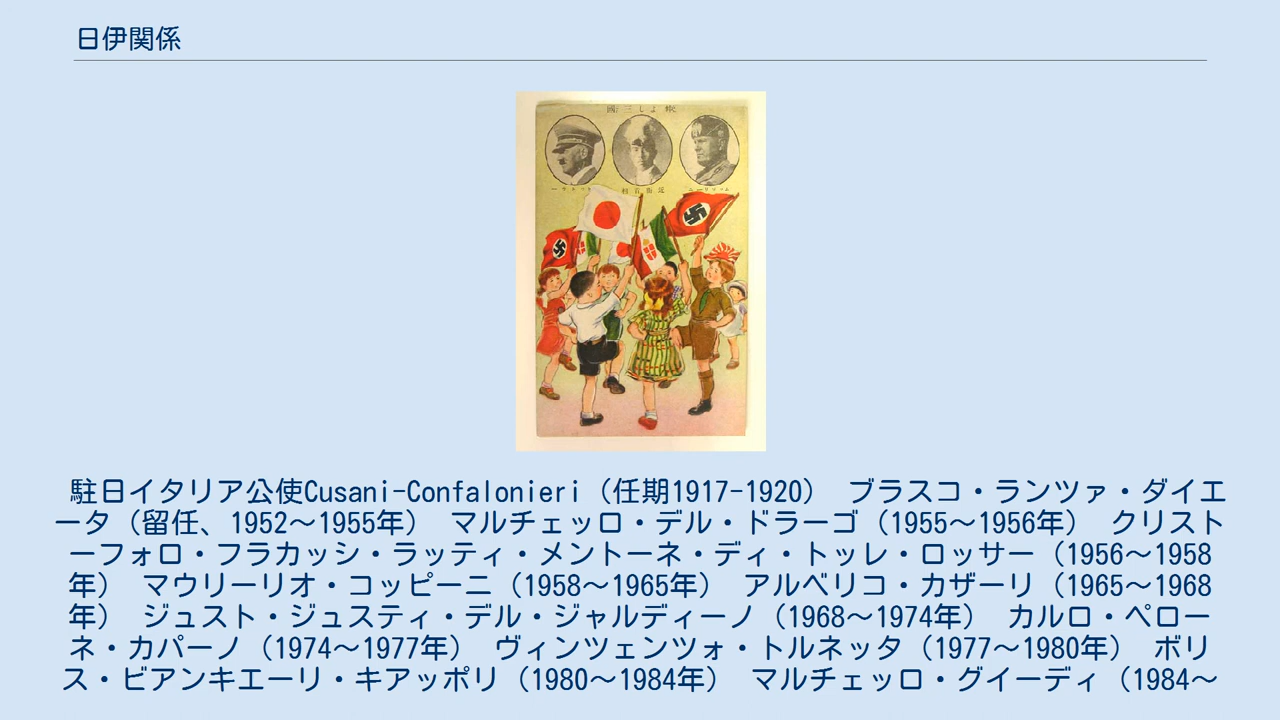 日伊関係
國三しよ仲
駐日イタリア公使Cusani-Confalonieri（任期1917-1920） ブラスコ・ランツァ・ダイエ
ータ（留任、1952～1955年） マルチェッロ・デル・ドラーゴ（1955～1956年） クリスト
ーフォロ・フラカッシ・ラッティ・メントーネ・ディ・トッレ・ロッサー（1956～1958
年） マウリーリオ・コッピーニ（1958～1965年） アルベリコ・カザーリ（1965～1968
年） ジュスト・ジュスティ・デル・ジャルディーノ（1968～1974年） カルロ・ペロー
ネ・カパーノ（1974～1977年） ヴィンツェンツォ・トルネッタ（1977～1980年） ボリ
ス・ビアンキエーリ・キアッポリ（1980～1984年） マルチェッロ・グイーディ（1984～